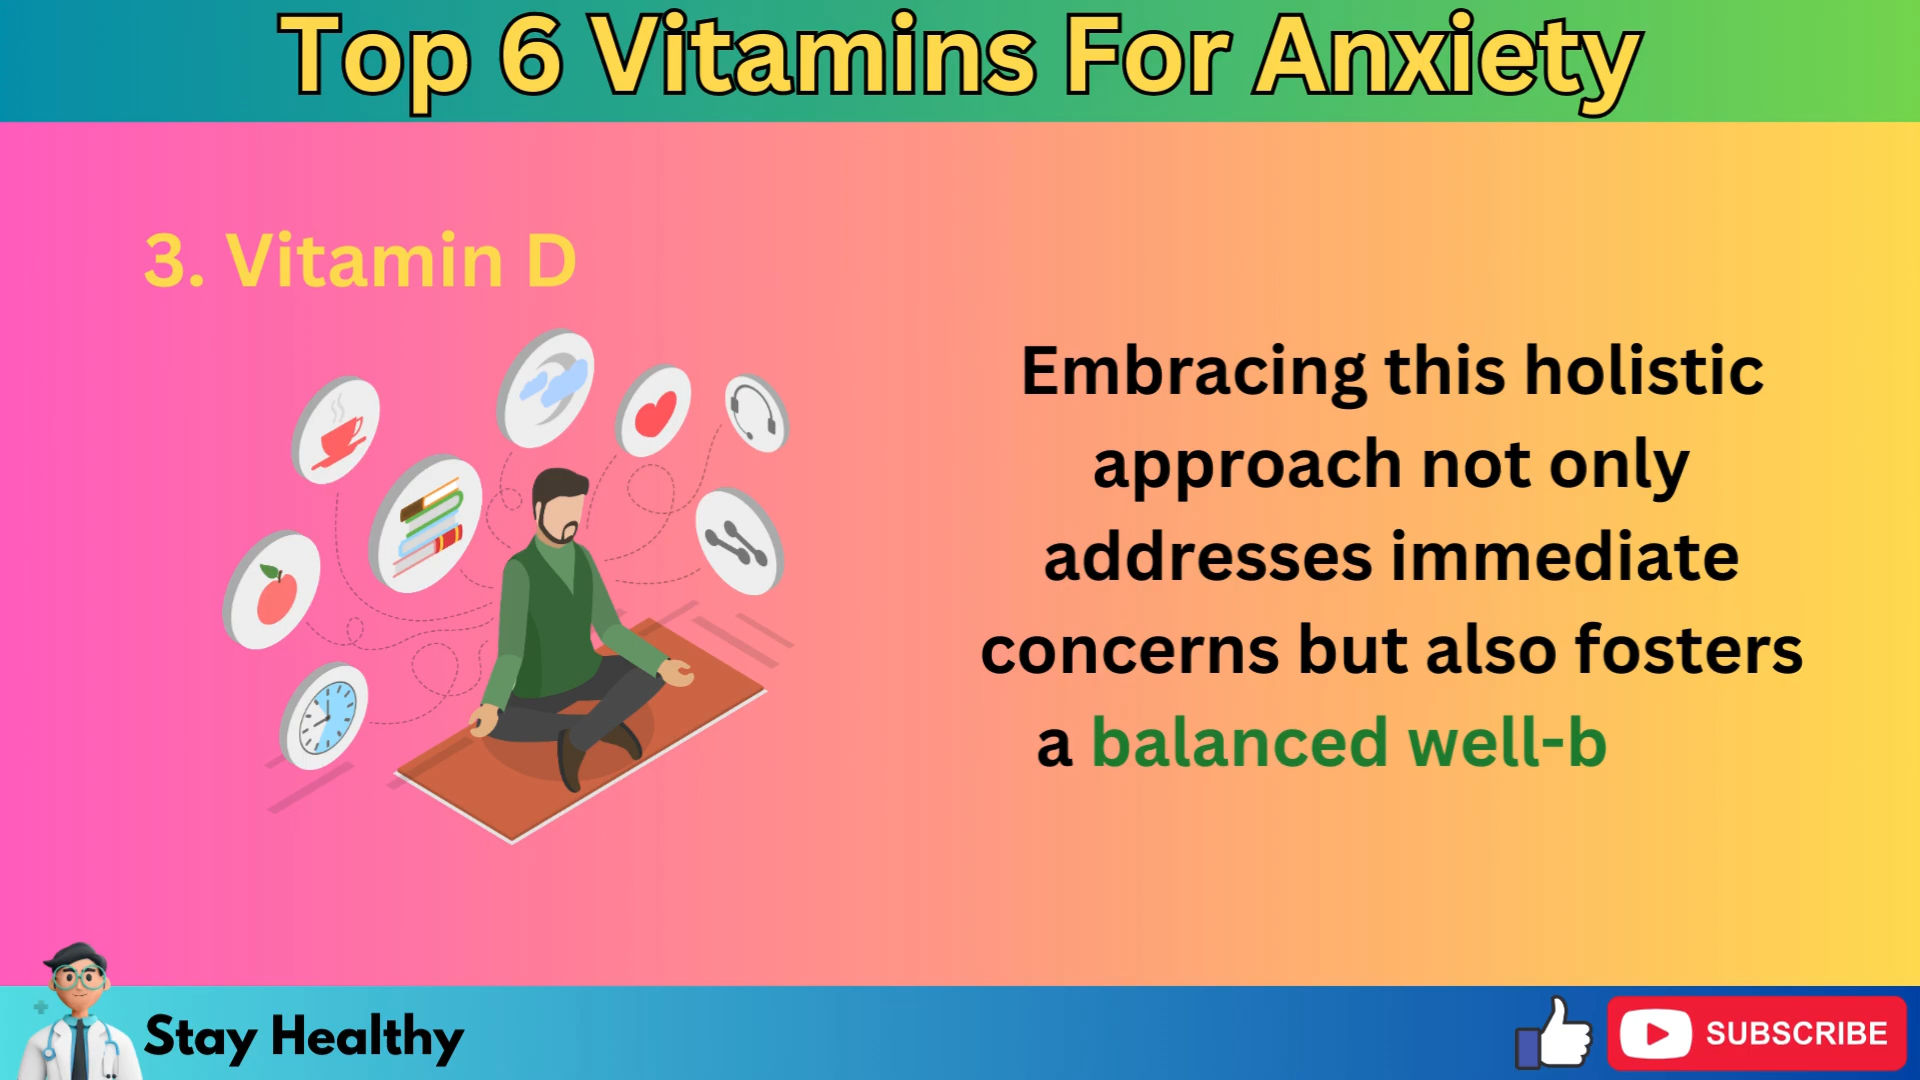 Top 6 Vitamins For Anxiety
3. Vitamin D
Embracing this holistic
approach not only
addresses immediate
concerns but also fosters
a balanced well-b
Stay Healthy
SUBSCRIBE